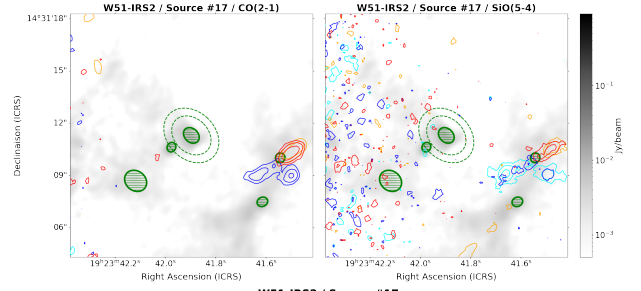 W51-IRS2 / Source #17 / CO(2-1)
W51-IRS2 / Source #17 / SiO(5-4)
14°31'18"
15"
12"
09"
06"
Declinaison (ICRS)
19ʰ23ᵐ42.2ˢ 42.0ˢ 41.8ˢ 41.6ˢ
19ʰ23ᵐ42.2ˢ 42.0ˢ 41.8ˢ 41.6ˢ
Right Ascension (ICRS)
Right Ascension (ICRS)
10⁻¹
10⁻²
10⁻³
Jy/beam